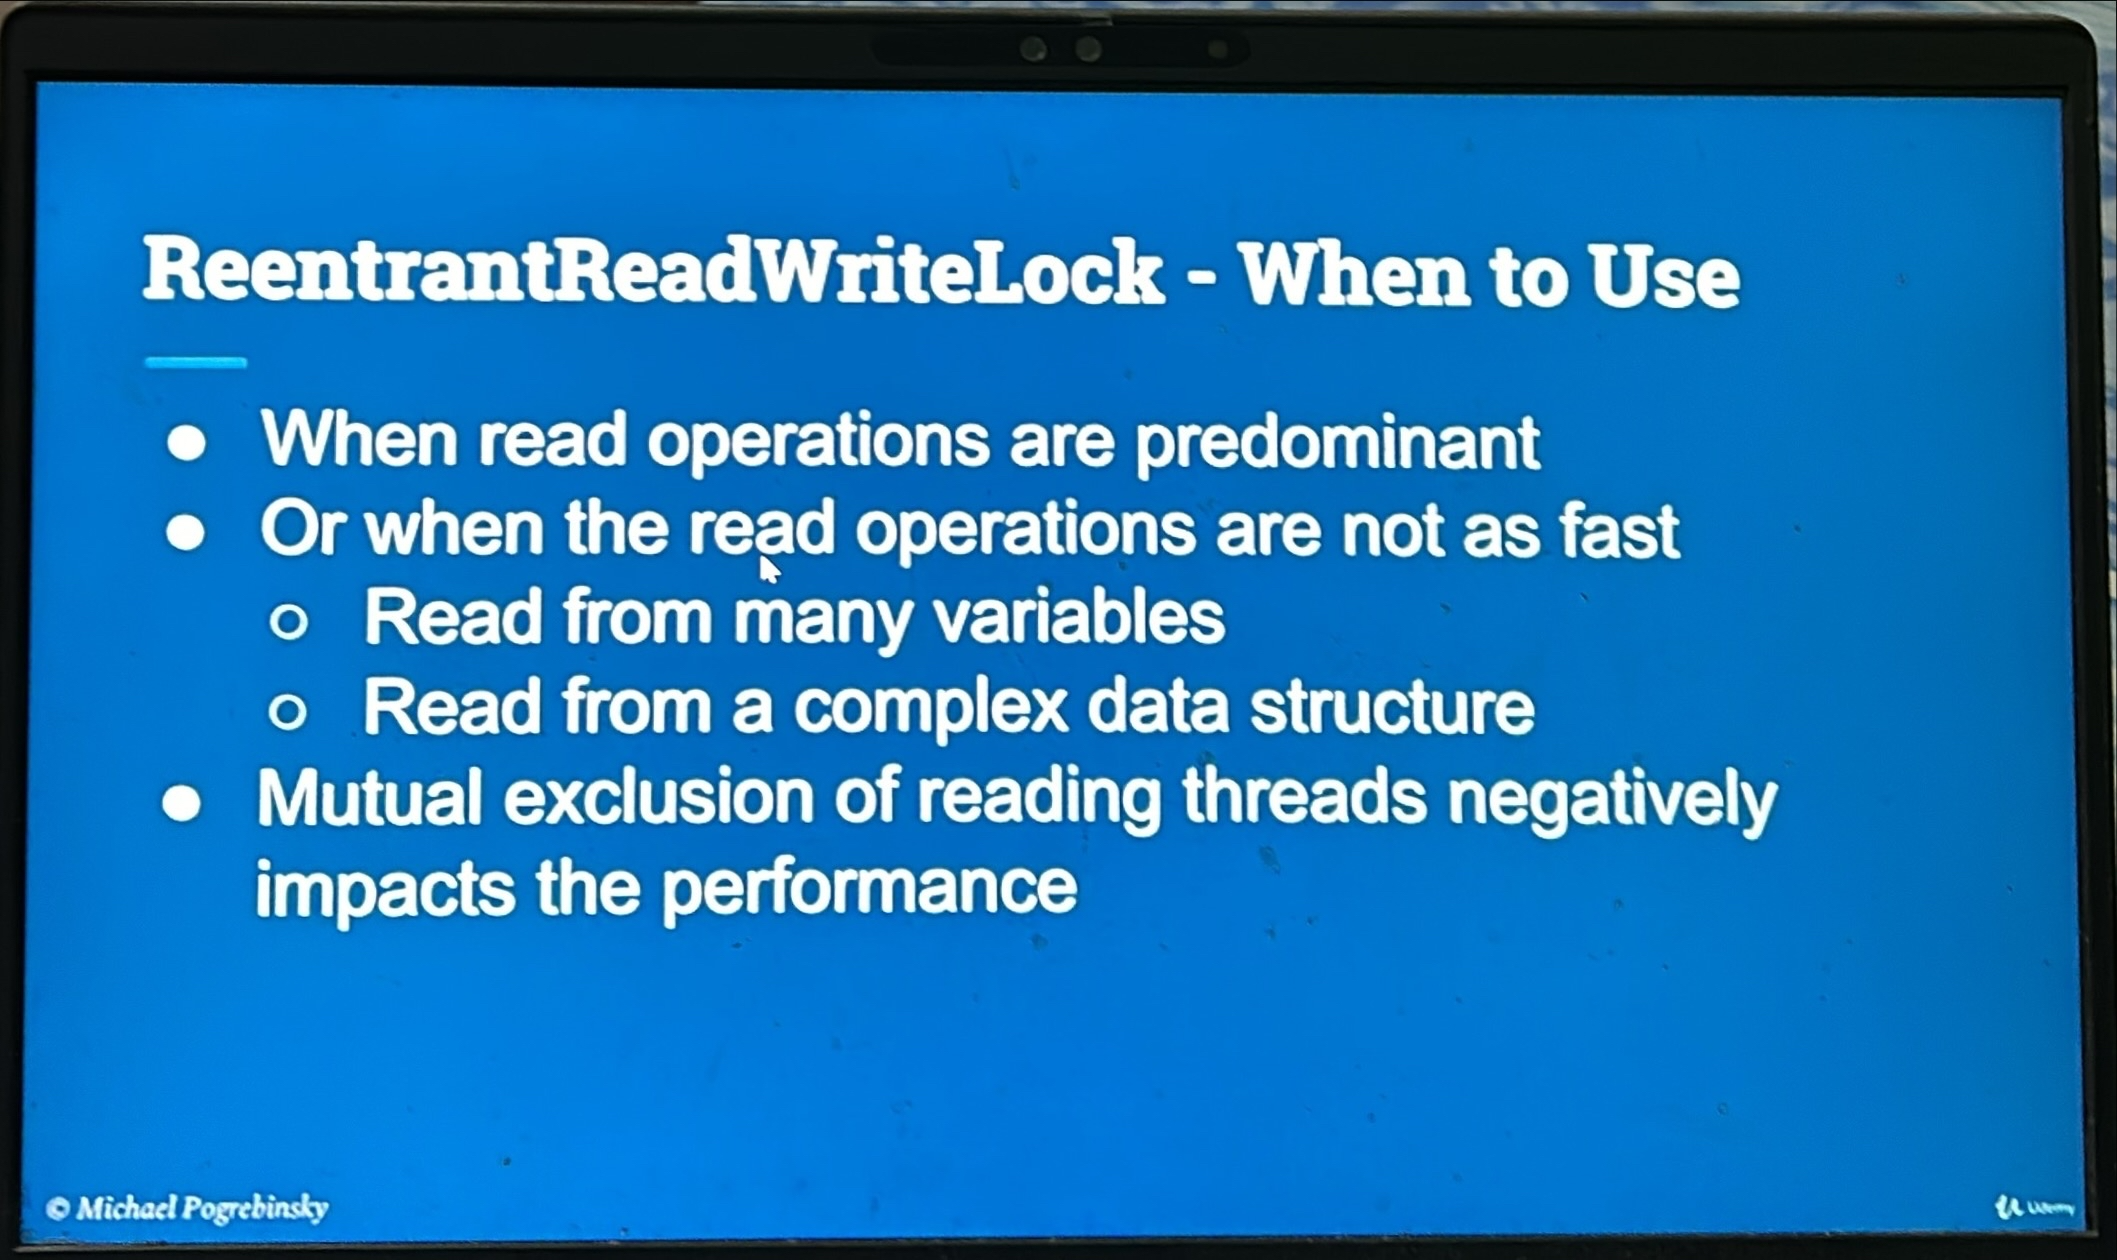 ReentrantReadWriteLock - When to Use
● When read operations are predominant
● Or when the read operations are not as fast
○ Read from many variables
○ Read from a complex data structure
● Mutual exclusion of reading threads negatively
impacts the performance
© Michael Pogrebinsky
Udemy